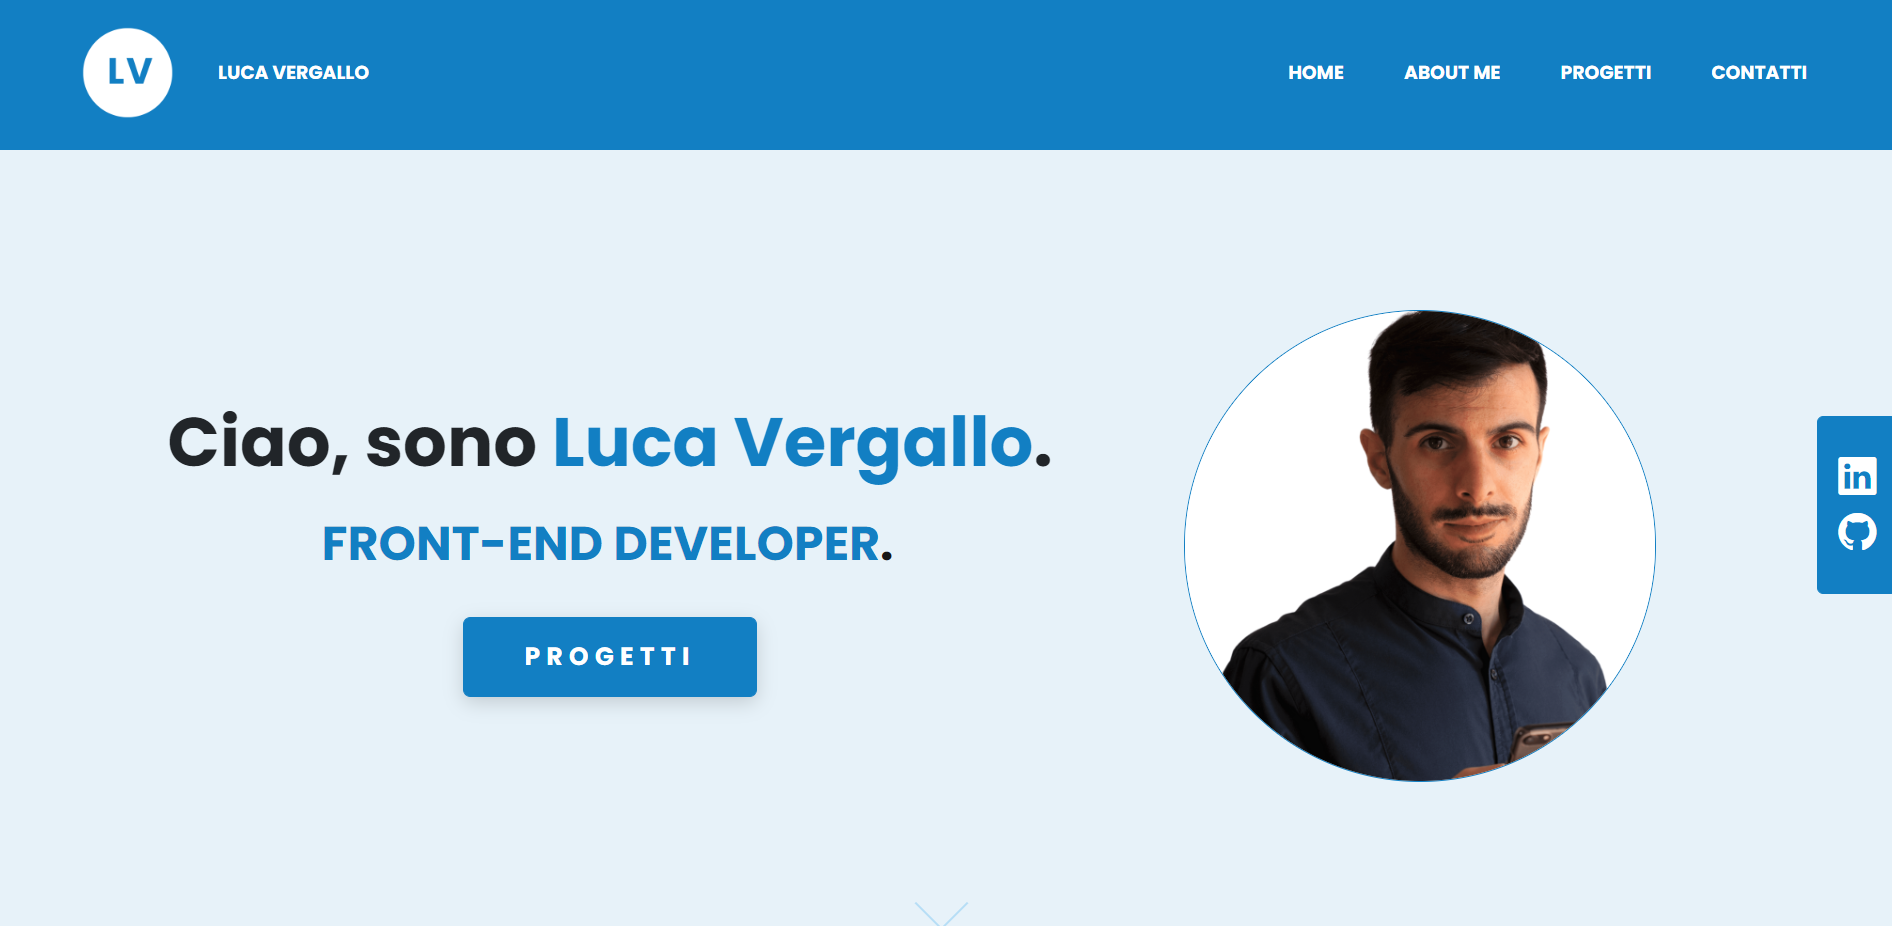 LV
LUCA VERGALLO
HOME
ABOUT ME
PROGETTI
CONTATTI
Ciao, sono Luca Vergallo.
FRONT-END DEVELOPER.
PROGETTI
in